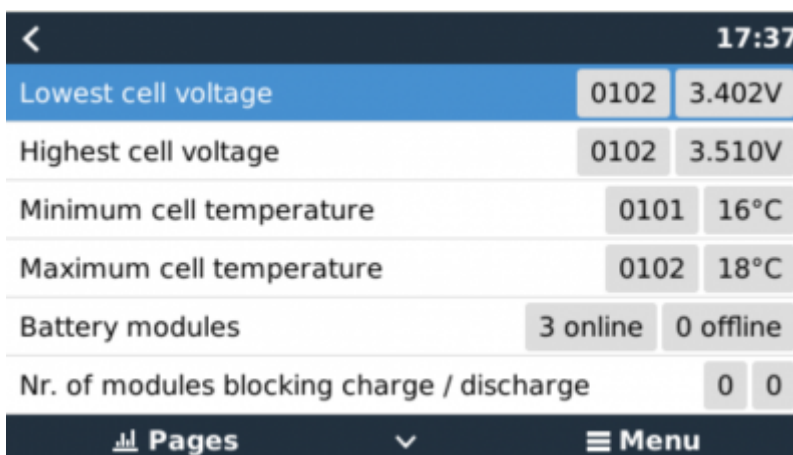 17:37
Lowest cell voltage 0102 3.402V
Highest cell voltage 0102 3.510V
Minimum cell temperature 0101 16°C
Maximum cell temperature 0102 18°C
Battery modules 3 online 0 offline
Nr. of modules blocking charge / discharge 0 0
Pages Menu